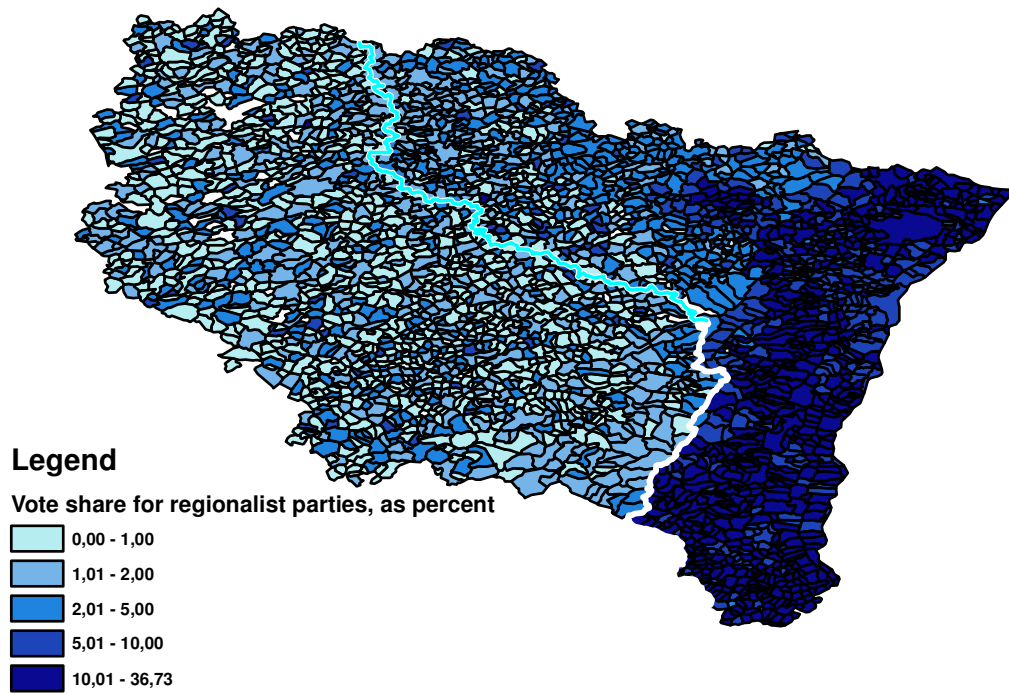 Legend
Vote share for regionalist parties, as percent
0,00 - 1,00
1,01 - 2,00
2,01 - 5,00
5,01 - 10,00
10,01 - 36,73